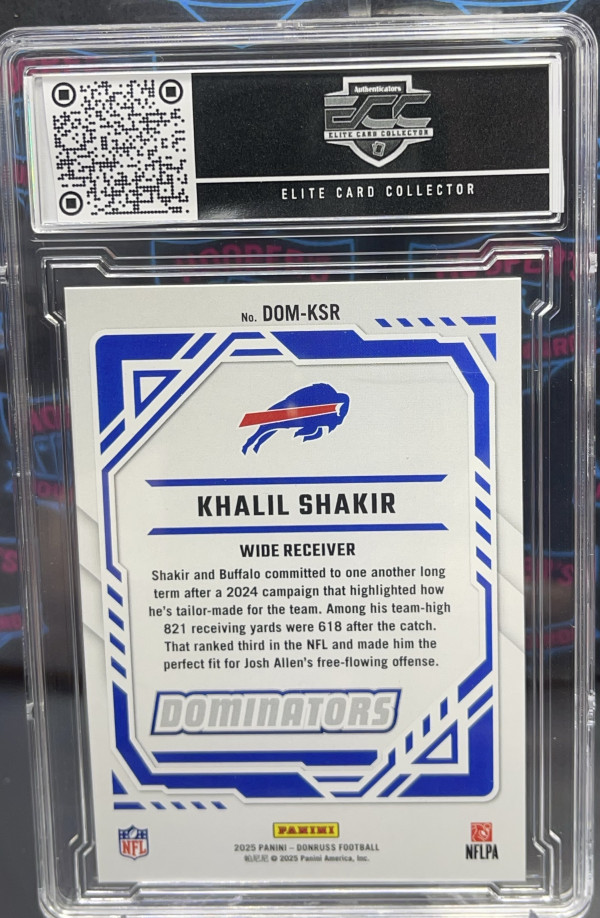 Authenticators
ECC
ELITE CARD COLLECTOR
ELITE CARD COLLECTOR
No. DOM-KSR
KHALIL SHAKIR
WIDE RECEIVER
Shakir and Buffalo committed to one another long
term after a 2024 campaign that highlighted how
he's tailor-made for the team. Among his team-high
821 receiving yards were 618 after the catch.
That ranked third in the NFL and made him the
perfect fit for Josh Allen's free-flowing offense.
DOMINATORS
PANINI
NFL
2025 PANINI – DONRUSS FOOTBALL
帕尼尼 © 2025 Panini America, Inc.
NFLPA